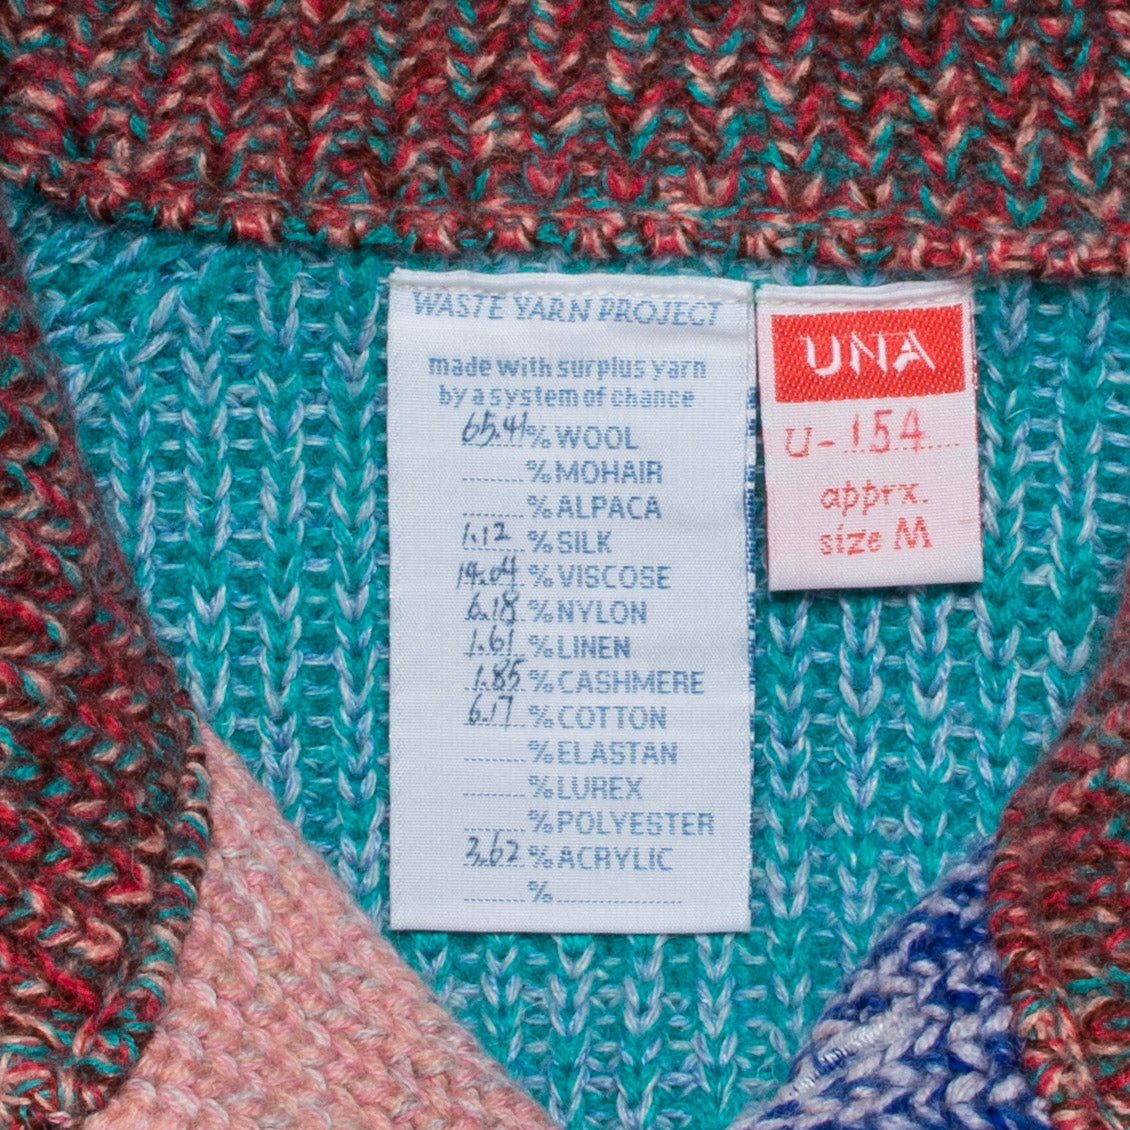 WASTE YARN PROJECT
made with surplus yarn
by a system of chance
65.41% WOOL
........% MOHAIR
........% ALPACA
1.12 % SILK
14.04 % VISCOSE
6.18 % NYLON
1.61 % LINEN
1.85 % CASHMERE
6.17 % COTTON
........% ELASTAN
........% LUREX
........% POLYESTER
3.62 % ACRYLIC
........% ................
UNA
U-154
apprx.
size M